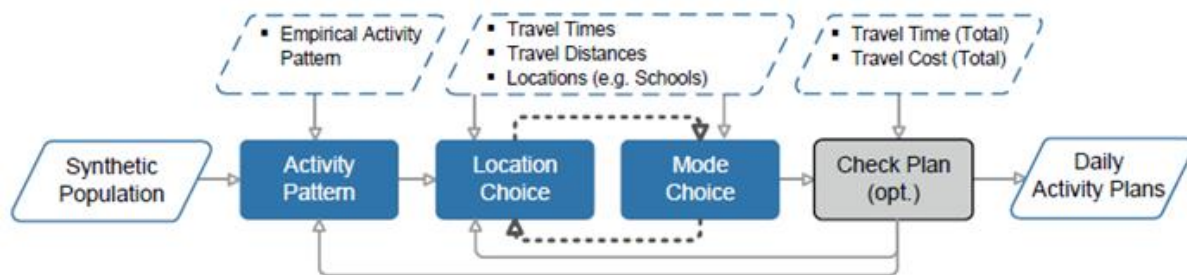 ▪ Empirical Activity
Pattern
▪ Travel Times
▪ Travel Distances
▪ Locations (e.g. Schools)
▪ Travel Time (Total)
▪ Travel Cost (Total)
Synthetic
Population
Activity
Pattern
Location
Choice
Mode
Choice
Check Plan
(opt.)
Daily
Activity Plans